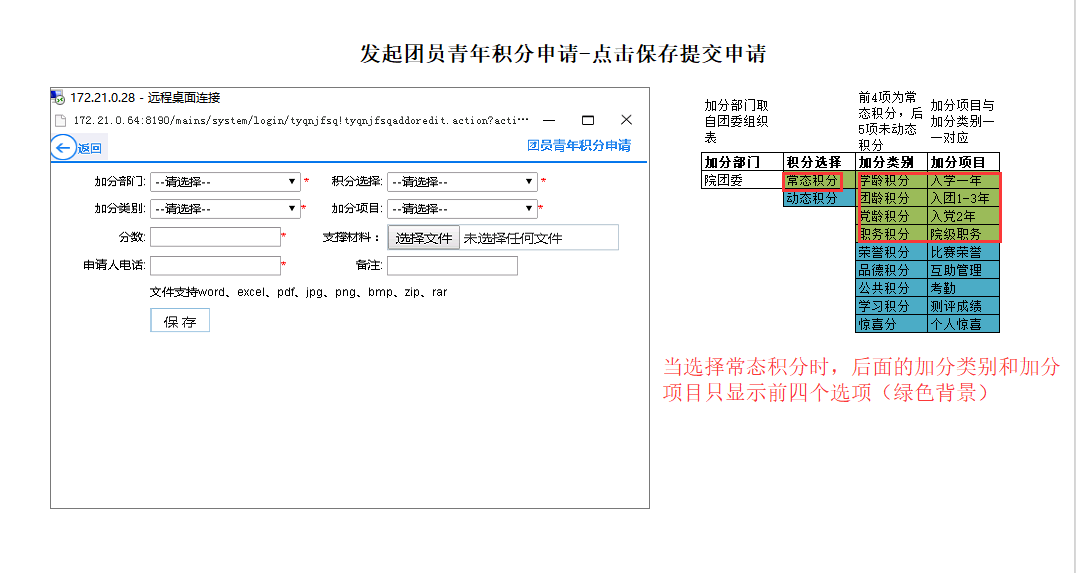 发起团员青年积分申请-点击保存提交申请
172.21.0.28 - 远程桌面连接
172.21.0.64:8190/mains/system/login/tyqnjfsq!tyqnjfsqaddoredit.action?acti…
返回
团员青年积分申请
加分部门: --请选择-- * 积分选择: --请选择-- *
加分类别: --请选择-- * 加分项目: --请选择-- *
分数: * 支撑材料： 选择文件 未选择任何文件
申请人电话: * 备注:
文件支持word、excel、pdf、jpg、png、bmp、zip、rar
保 存
加分部门取
自团委组织
表
前4项为常
态积分，后
5项未动态
积分
加分项目与
加分类别一
一对应
加分部门 积分选择 加分类别 加分项目
院团委 常态积分 学龄积分 入学一年
动态积分 团龄积分 入团1-3年
党龄积分 入党2年
职务积分 院级职务
荣誉积分 比赛荣誉
品德积分 互助管理
公共积分 考勤
学习积分 测评成绩
惊喜分 个人惊喜
当选择常态积分时，后面的加分类别和加分
项目只显示前四个选项（绿色背景）